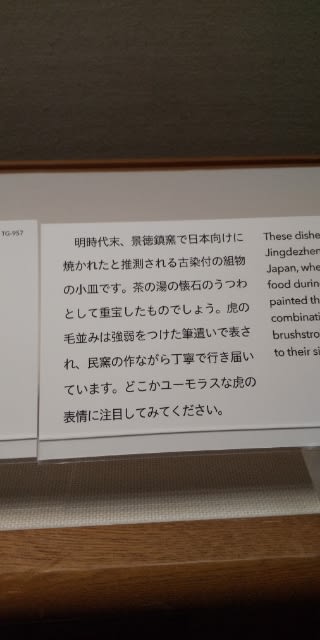 TG-957
明時代末、景徳鎮窯で日本向けに
焼かれたと推測される古染付の組物
の小皿です。茶の湯の懐石のうつわ
として重宝したものでしょう。虎の
毛並みは強弱をつけた筆遣いで表さ
れ、民窯の作ながら丁寧で行き届い
ています。どこかユーモラスな虎の
表情に注目してみてください。
These dishe
Jingdezhen
Japan, whe
food durin
painted th
combinati
brushstro
to their si